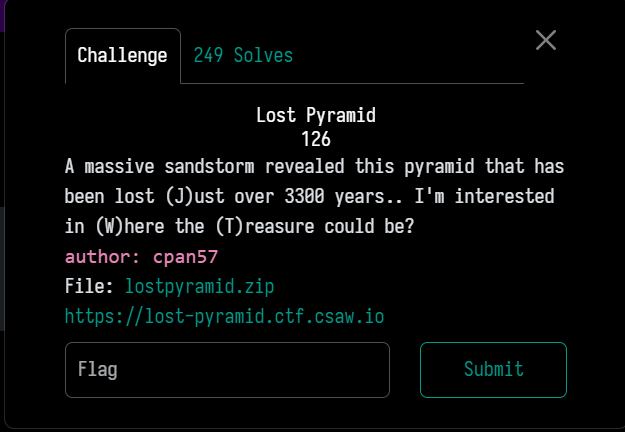 Challenge
249 Solves
Lost Pyramid
126
A massive sandstorm revealed this pyramid that has
been lost (J)ust over 3300 years.. I'm interested
in (W)here the (T)reasure could be?
author: cpan57
File: lostpyramid.zip
https://lost-pyramid.ctf.csaw.io
Flag
Submit